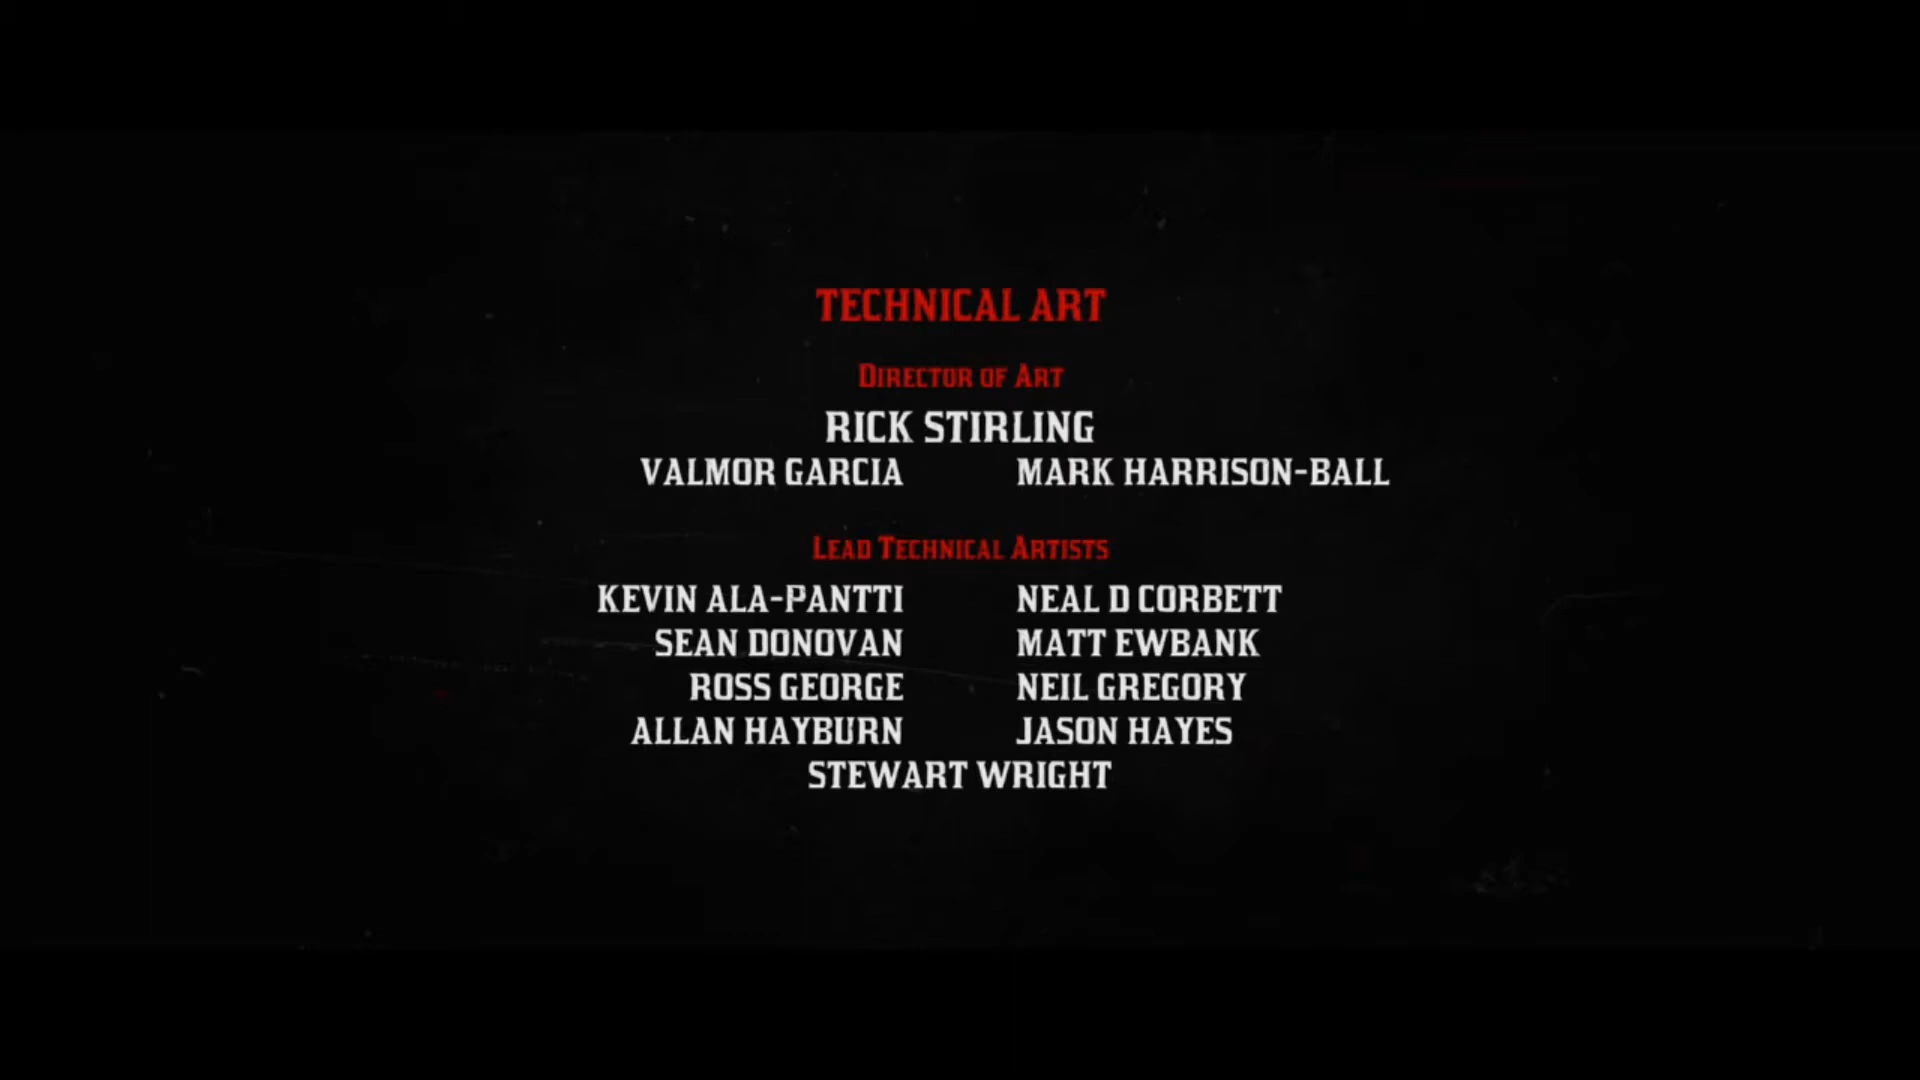 TECHNICAL ART
DIRECTOR OF ART
RICK STIRLING
VALMOR GARCIA MARK HARRISON-BALL
LEAD TECHNICAL ARTISTS
KEVIN ALA-PANTTI NEAL D CORBETT
SEAN DONOVAN MATT EWBANK
ROSS GEORGE NEIL GREGORY
ALLAN HAYBURN JASON HAYES
STEWART WRIGHT